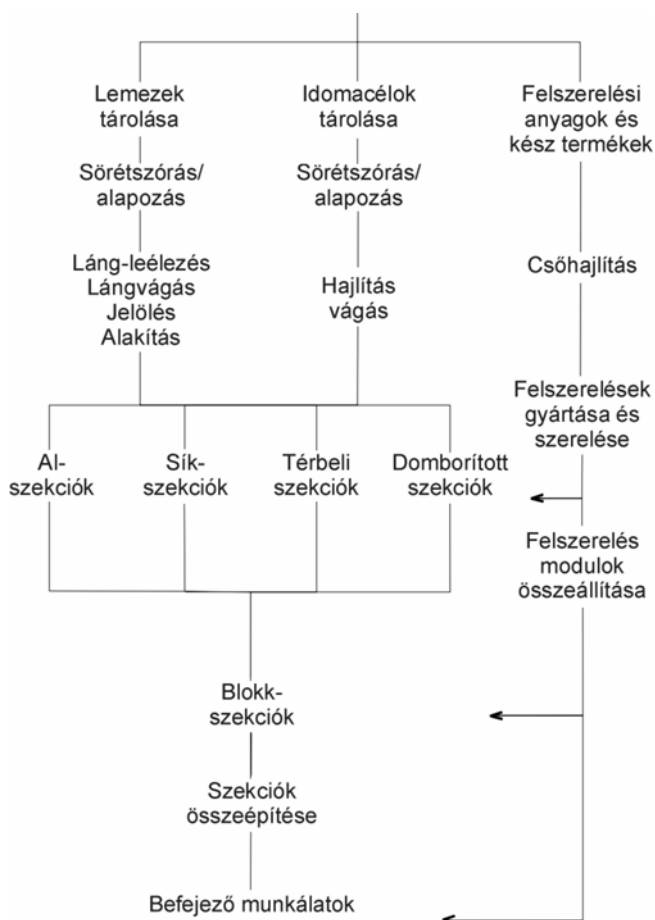 Lemezek
tárolása
Idomacélok
tárolása
Felszerelési
anyagok és
kész termékek
Sörétszórás/
alapozás
Sörétszórás/
alapozás
Láng-leélezés
Lángvágás
Jelölés
Alakítás
Hajlítás
vágás
Csőhajlítás
Felszerelések
gyártása és
szerelése
Al-
szekciók
Sík-
szekciók
Térbeli
szekciók
Domborított
szekciók
Felszerelés
modulok
összeállítása
Blokk-
szekciók
Szekciók
összeépítése
Befejező munkálatok